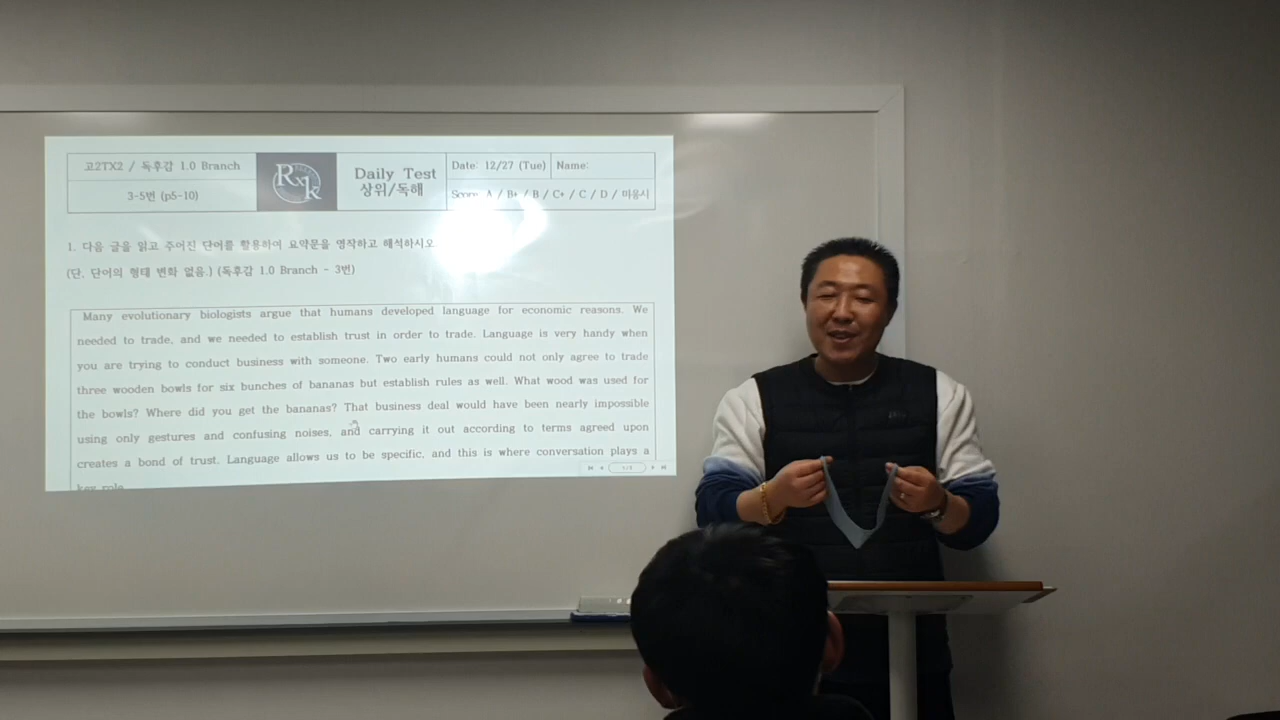 고2TX2 / 독후감 1.0 Branch
3-5번 (p5-10)
Rxk
Daily Test
상위/독해
Date: 12/27 (Tue) Name:
Score: A / B+ / B / C+ / C / D / 미응시
1. 다음 글을 읽고 주어진 단어를 활용하여 요약문을 영작하고 해석하시오
(단, 단어의 형태 변화 없음.) (독후감 1.0 Branch - 3번)
Many evolutionary biologists argue that humans developed language for economic reasons. We
needed to trade, and we needed to establish trust in order to trade. Language is very handy when
you are trying to conduct business with someone. Two early humans could not only agree to trade
three wooden bowls for six bunches of bananas but establish rules as well. What wood was used for
the bowls? Where did you get the bananas? That business deal would have been nearly impossible
using only gestures and confusing noises, and carrying it out according to terms agreed upon
creates a bond of trust. Language allows us to be specific, and this is where conversation plays a
key role